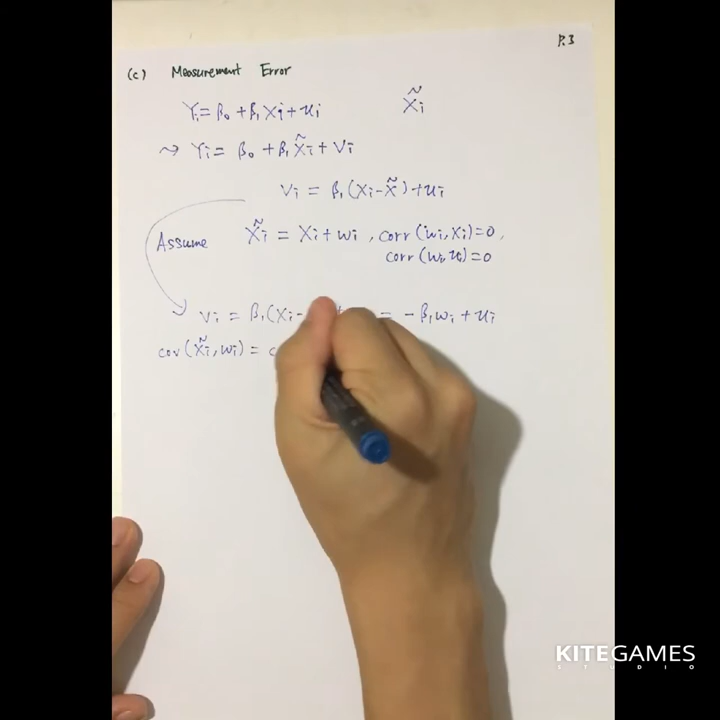 P.3
(c) Measurement Error
Yi = β0 + β1Xi + ui X̃i
⤳ Yi = β0 + β1X̃i + Vi
Vi = β1(Xi - X̃) + ui
Assume X̃i = Xi + wi , corr(wi, Xi) = 0,
corr(wi, ui) = 0
Vi = β1(Xi - = -β1wi + ui
cov(X̃i, wi) = c
KITEGAMES
STUDIO